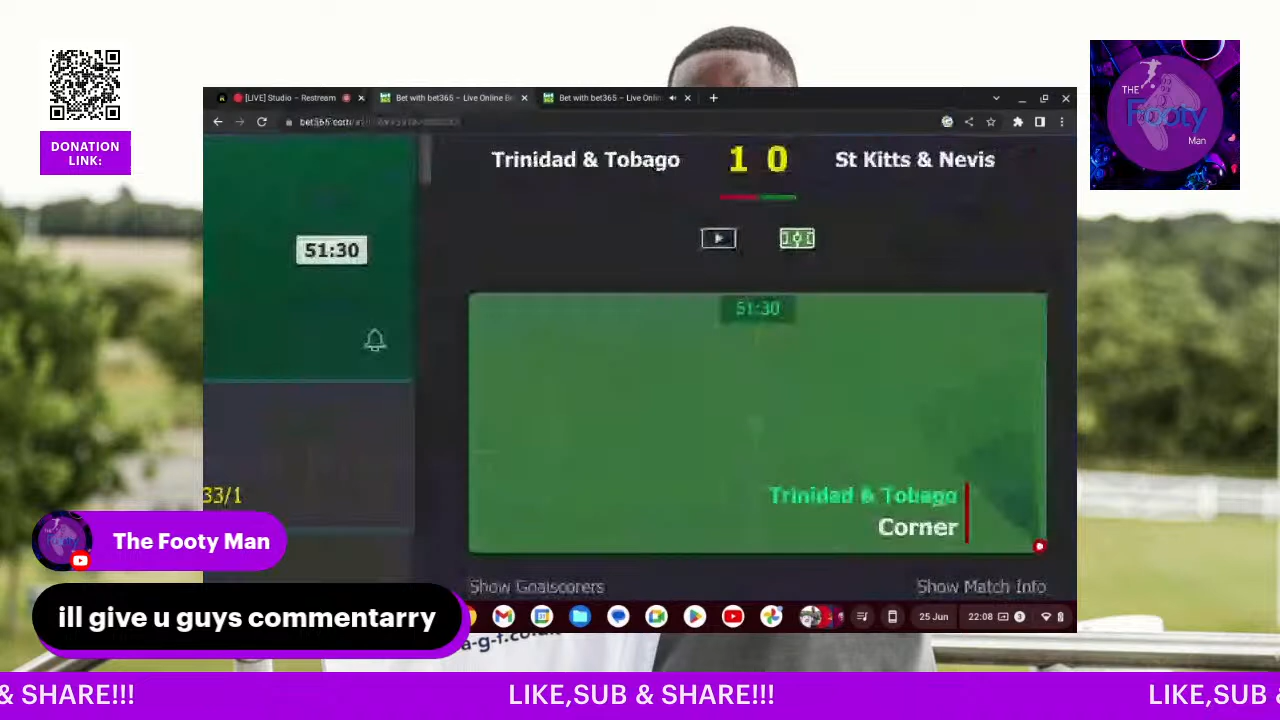 DONATION
LINK:
[LIVE] Studio – Restream
Bet with bet365 – Live Online B
Bet with bet365 – Live Onlin
THE
Footy
Man
Trinidad & Tobago
1 0
St Kitts & Nevis
51:30
51:30
Trinidad & Tobago
Corner
33/1
The Footy Man
Show Goalscorers
Show Match Info
ill give u guys commentarry
25 Jun
22:08
3
& SHARE!!!
LIKE,SUB & SHARE!!!
LIKE,SUB &